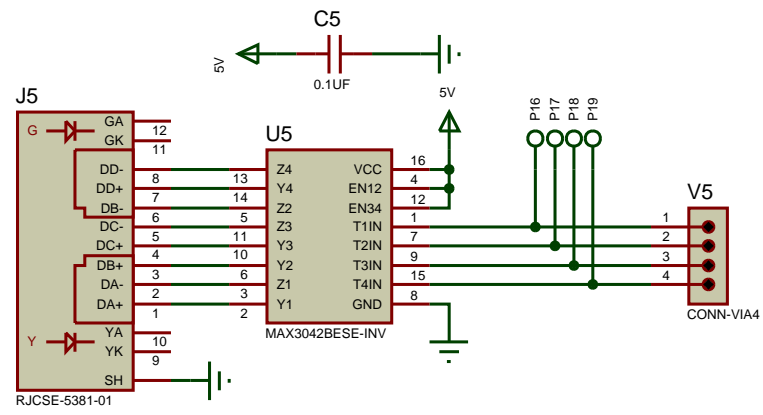 C5
5V
0.1UF
5V
J5
G
GA
12
GK
11
DD-
8
DD+
7
DB-
6
DC-
5
DC+
4
DB+
3
DA-
2
DA+
1
Y
YA
10
YK
9
SH
RJCSE-5381-01
U5
13 Z4
14 Y4
5 Z2
11 Z3
10 Y3
6 Y2
3 Z1
2 Y1
VCC 16
EN12 4
EN34 12
T1IN 1
T2IN 7
T3IN 9
T4IN 15
GND 8
MAX3042BESE-INV
P16
P17
P18
P19
V5
1
2
3
4
CONN-VIA4